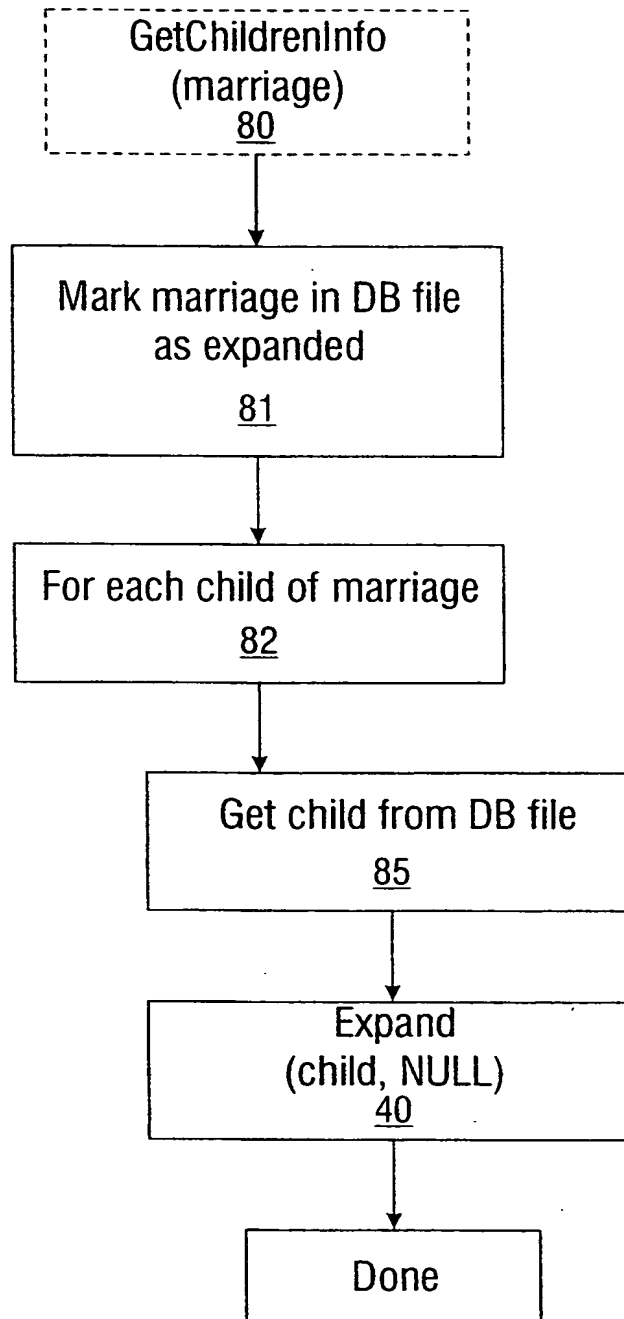 GetChildrenInfo
(marriage)
80
Mark marriage in DB file
as expanded
81
For each child of marriage
82
Get child from DB file
85
Expand
(child, NULL)
40
Done